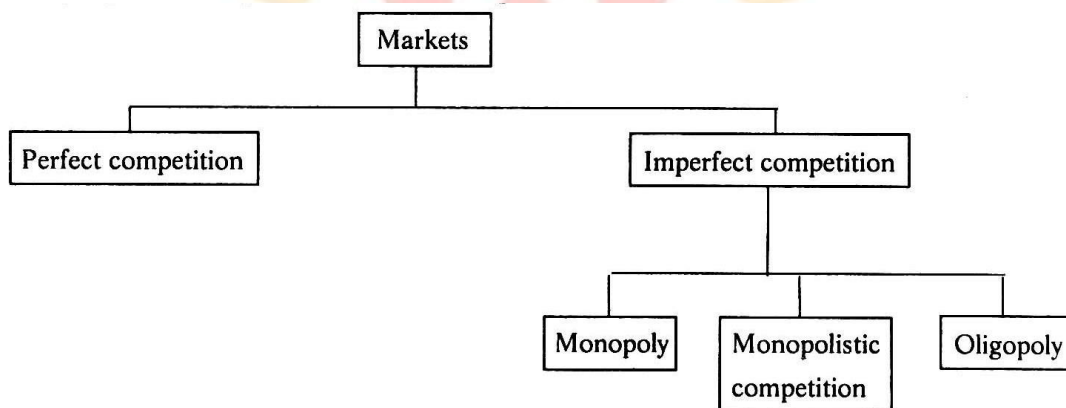 Markets
Perfect competition
Imperfect competition
Monopoly
Monopolistic
competition
Oligopoly